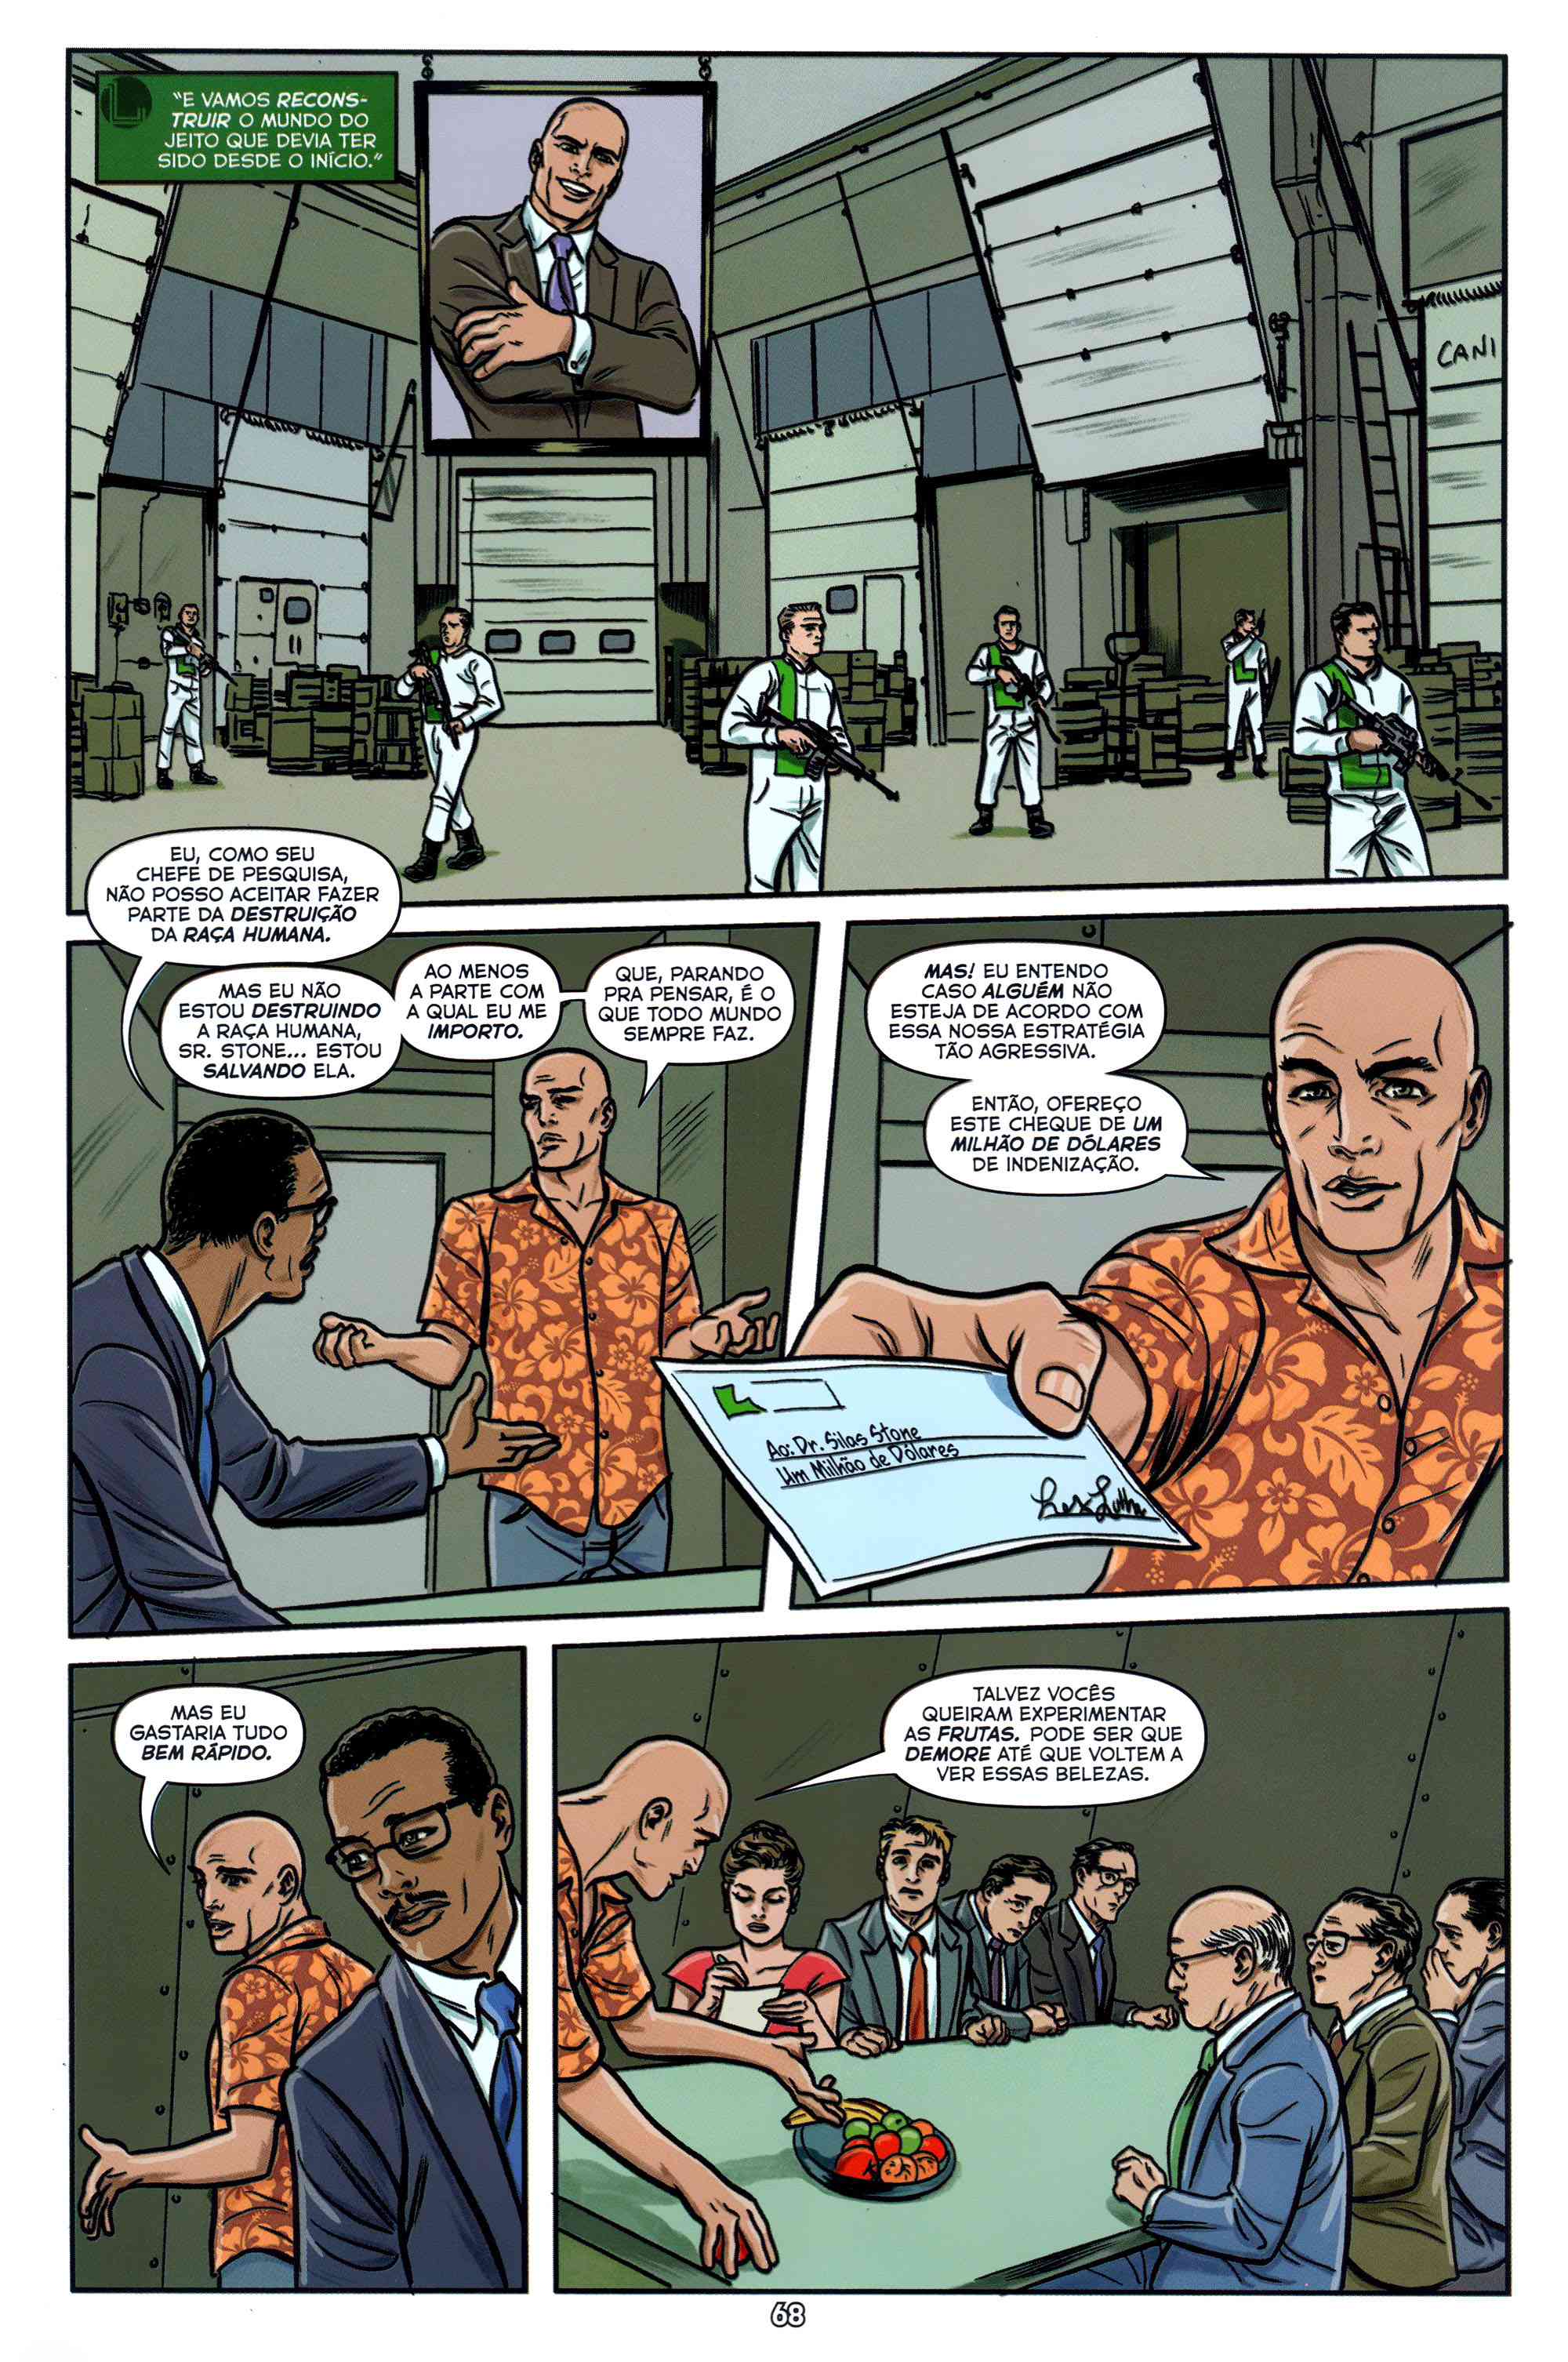 “E VAMOS RECONS-
TRUIR O MUNDO DO
JEITO QUE DEVIA TER
SIDO DESDE O INÍCIO.”
CANI
EU, COMO SEU
CHEFE DE PESQUISA,
NÃO POSSO ACEITAR FAZER
PARTE DA DESTRUIÇÃO
DA RAÇA HUMANA.
MAS EU NÃO
ESTOU DESTRUINDO
A RAÇA HUMANA,
SR. STONE... ESTOU
SALVANDO ELA.
AO MENOS
A PARTE COM
A QUAL EU ME
IMPORTO.
QUE, PARANDO
PRA PENSAR, É O
QUE TODO MUNDO
SEMPRE FAZ.
MAS! EU ENTENDO
CASO ALGUÉM NÃO
ESTEJA DE ACORDO COM
ESSA NOSSA ESTRATÉGIA
TÃO AGRESSIVA.
ENTÃO, OFEREÇO
ESTE CHEQUE DE UM
MILHÃO DE DÓLARES
DE INDENIZAÇÃO.
Ao: Dr. Silas Stone
Um Milhão de Dólares
Lex Luthor
MAS EU
GASTARIA TUDO
BEM RÁPIDO.
TALVEZ VOCÊS
QUEIRAM EXPERIMENTAR
AS FRUTAS. PODE SER QUE
DEMORE ATÉ QUE VOLTEM A
VER ESSAS BELEZAS.
68